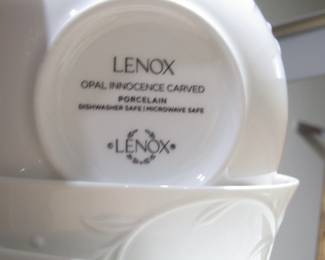 LENOX
OPAL INNOCENCE CARVED
PORCELAIN
DISHWASHER SAFE | MICROWAVE SAFE
LENOX